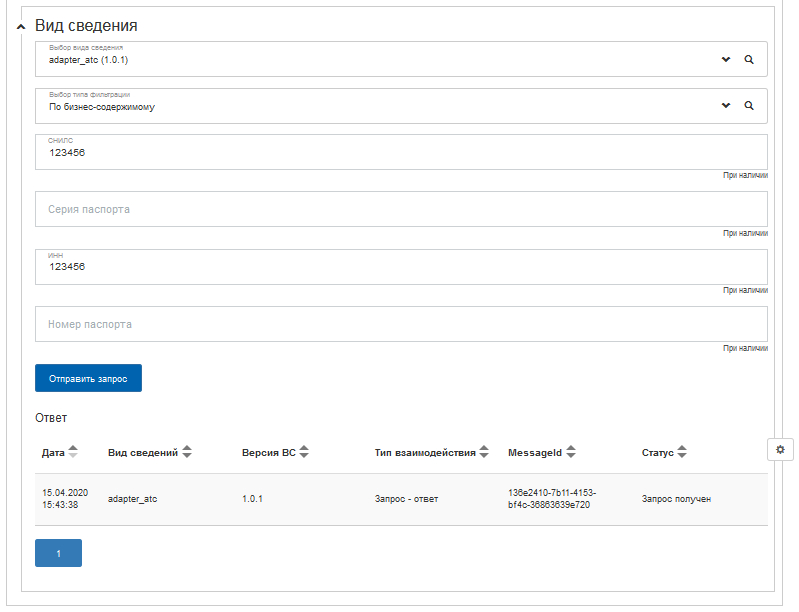 Вид сведения
Выбор вида сведения
adapter_atc (1.0.1)
Выбор типа фильтрации
По бизнес-содержимому
СНИЛС
123456
При наличии
Серия паспорта
При наличии
ИНН
123456
При наличии
Номер паспорта
При наличии
Отправить запрос
Ответ
Дата Вид сведений Версия ВС Тип взаимодействия MessageId Статус
15.04.2020 136e2410-7b11-4153-
adapter_atc 1.0.1 Запрос - ответ Запрос получен
15:43:38 bf4c-36863639e720
1